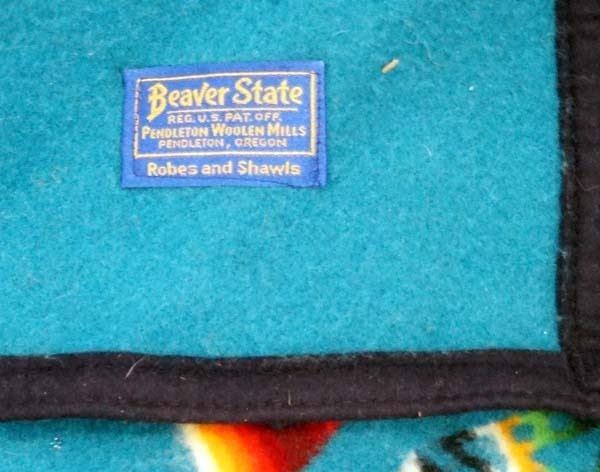 Beaver State
REG. U.S. PAT. OFF.
PENDLETON WOOLEN MILLS
PENDLETON, OREGON
Robes and Shawls